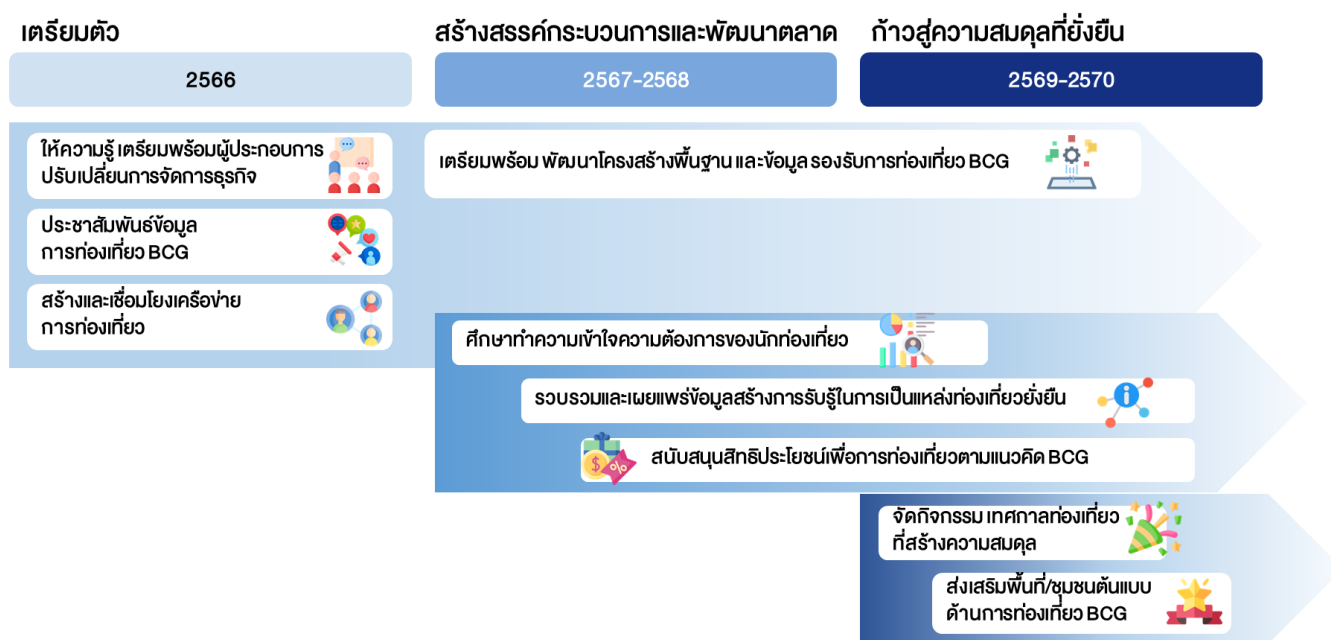 เตรียมตัว
สร้างสรรค์กระบวนการและพัฒนาตลาด
ก้าวสู่ความสมดุลที่ยั่งยืน
2566
2567-2568
2569-2570
ให้ความรู้ เตรียมพร้อมผู้ประกอบการ
ปรับเปลี่ยนการจัดการธุรกิจ
ประชาสัมพันธ์ข้อมูล
การท่องเที่ยว BCG
สร้างและเชื่อมโยงเครือข่าย
การท่องเที่ยว
เตรียมพร้อม พัฒนาโครงสร้างพื้นฐาน และข้อมูล รองรับการท่องเที่ยว BCG
ศึกษาทำความเข้าใจความต้องการของนักท่องเที่ยว
รวบรวมและเผยแพร่ข้อมูลสร้างการรับรู้ในการเป็นแหล่งท่องเที่ยวยั่งยืน
สนับสนุนสิทธิประโยชน์เพื่อการท่องเที่ยวตามแนวคิด BCG
จัดกิจกรรม เทศกาลท่องเที่ยว
ที่สร้างความสมดุล
ส่งเสริมพื้นที่/ชุมชนต้นแบบ
ด้านการท่องเที่ยว BCG